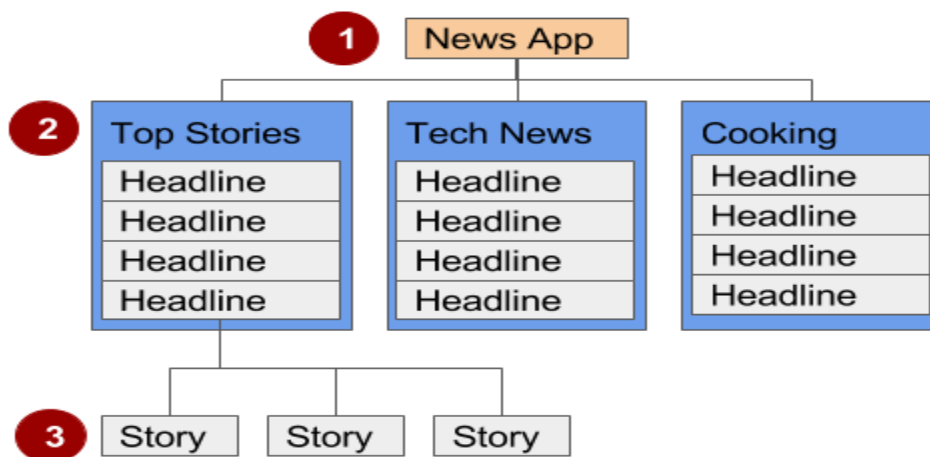 1 News App
2 Top Stories
Headline
Headline
Headline
Headline
Tech News
Headline
Headline
Headline
Headline
Cooking
Headline
Headline
Headline
Headline
3 Story Story Story